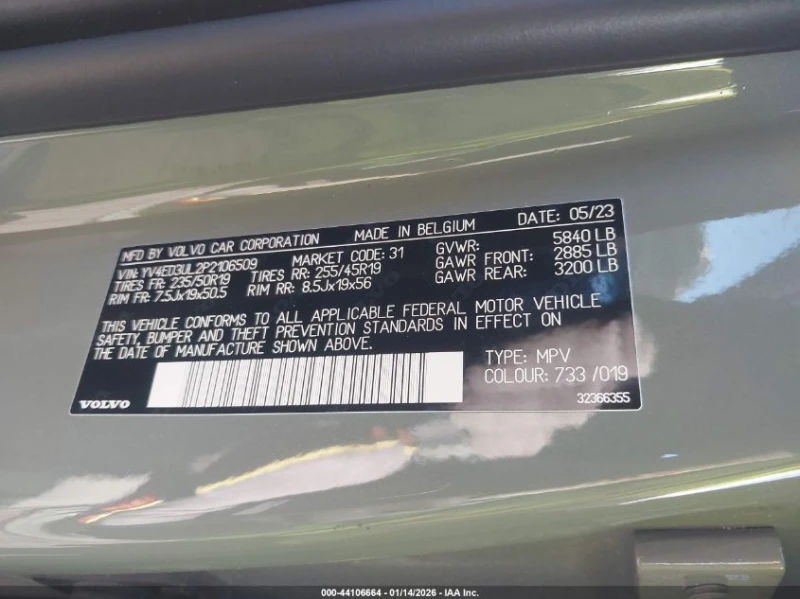 MFD BY VOLVO CAR CORPORATION MADE IN BELGIUM DATE: 05/23
VIN: YV4ED3UL2P2106509 MARKET CODE: 31 GVWR: 5840 LB
TIRES FR: 235/50R19 TIRES RR: 255/45R19 GAWR FRONT: 2885 LB
RIM FR: 7.5Jx19x50.5 RIM RR: 8.5Jx19x56 GAWR REAR: 3200 LB
THIS VEHICLE CONFORMS TO ALL APPLICABLE FEDERAL MOTOR VEHICLE
SAFETY, BUMPER AND THEFT PREVENTION STANDARDS IN EFFECT ON
THE DATE OF MANUFACTURE SHOWN ABOVE.
TYPE: MPV
COLOUR: 733 /019
VOLVO
32366355
000-44106664 - 01/14/2026 - IAA Inc.